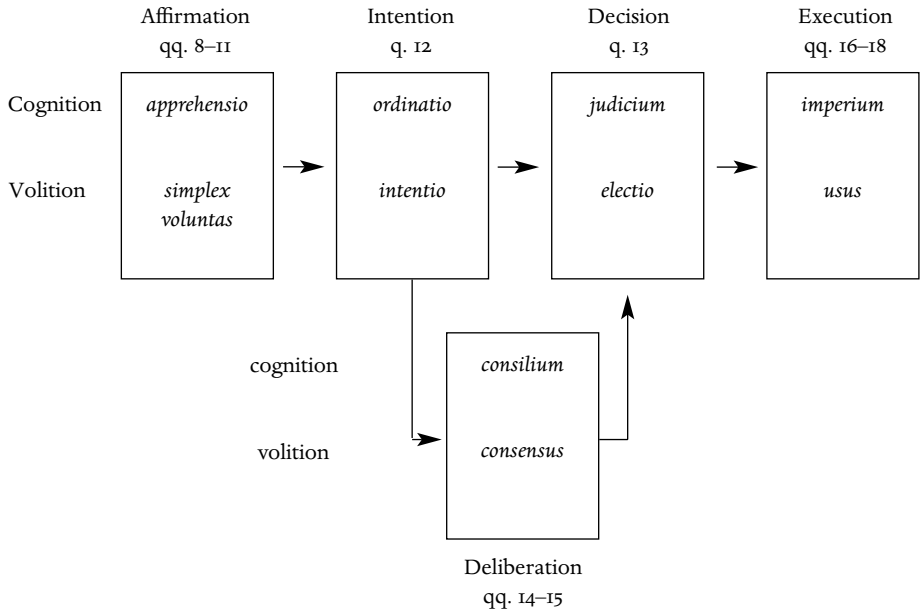 Affirmation Intention Decision Execution
qq. 8–11 q. 12 q. 13 qq. 16–18
Cognition apprehensio ordinatio judicium imperium
Volition simplex intentio electio usus
voluntas
cognition consilium
volition consensus
Deliberation
qq. 14–15